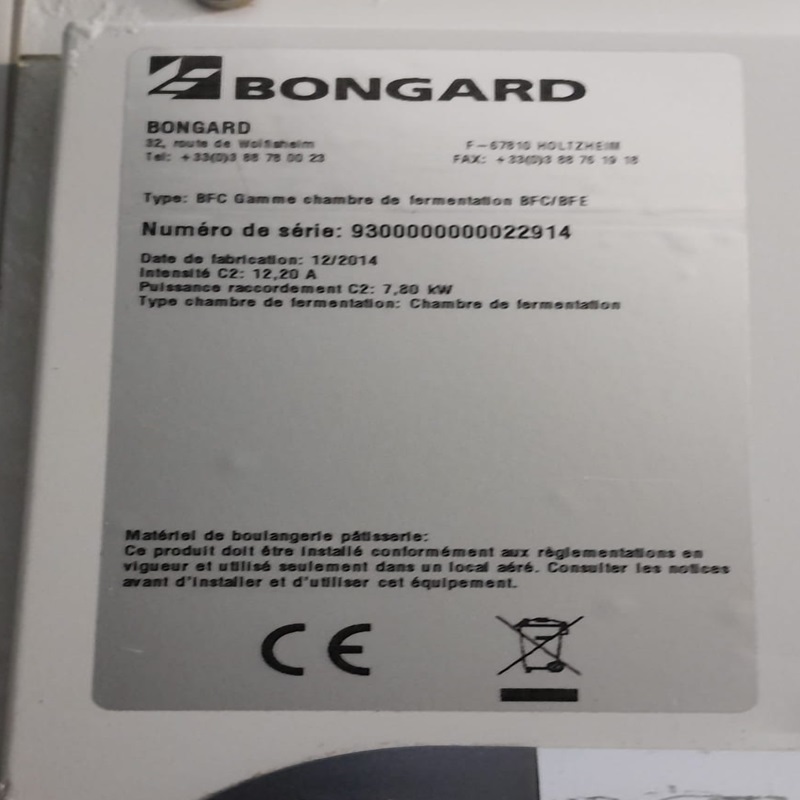 BONGARD
BONGARD
32, route de Wolfisheim F-67810 HOLTZHEIM
Tel: +33(0)3 88 78 00 23 FAX: +33(0)3 88 76 19 18
Type: BFC Gamme chambre de fermentation BFC/BFE
Numéro de série: 9300000000022914
Date de fabrication: 12/2014
Intensité C2: 12,20 A
Puissance raccordement C2: 7,80 kW
Type chambre de fermentation: Chambre de fermentation
Matériel de boulangerie pâtisserie:
Ce produit doit être installé conformément aux règlementations en
vigueur et utilisé seulement dans un local aéré. Consulter les notices
avant d'installer et d'utiliser cet équipement.
CE